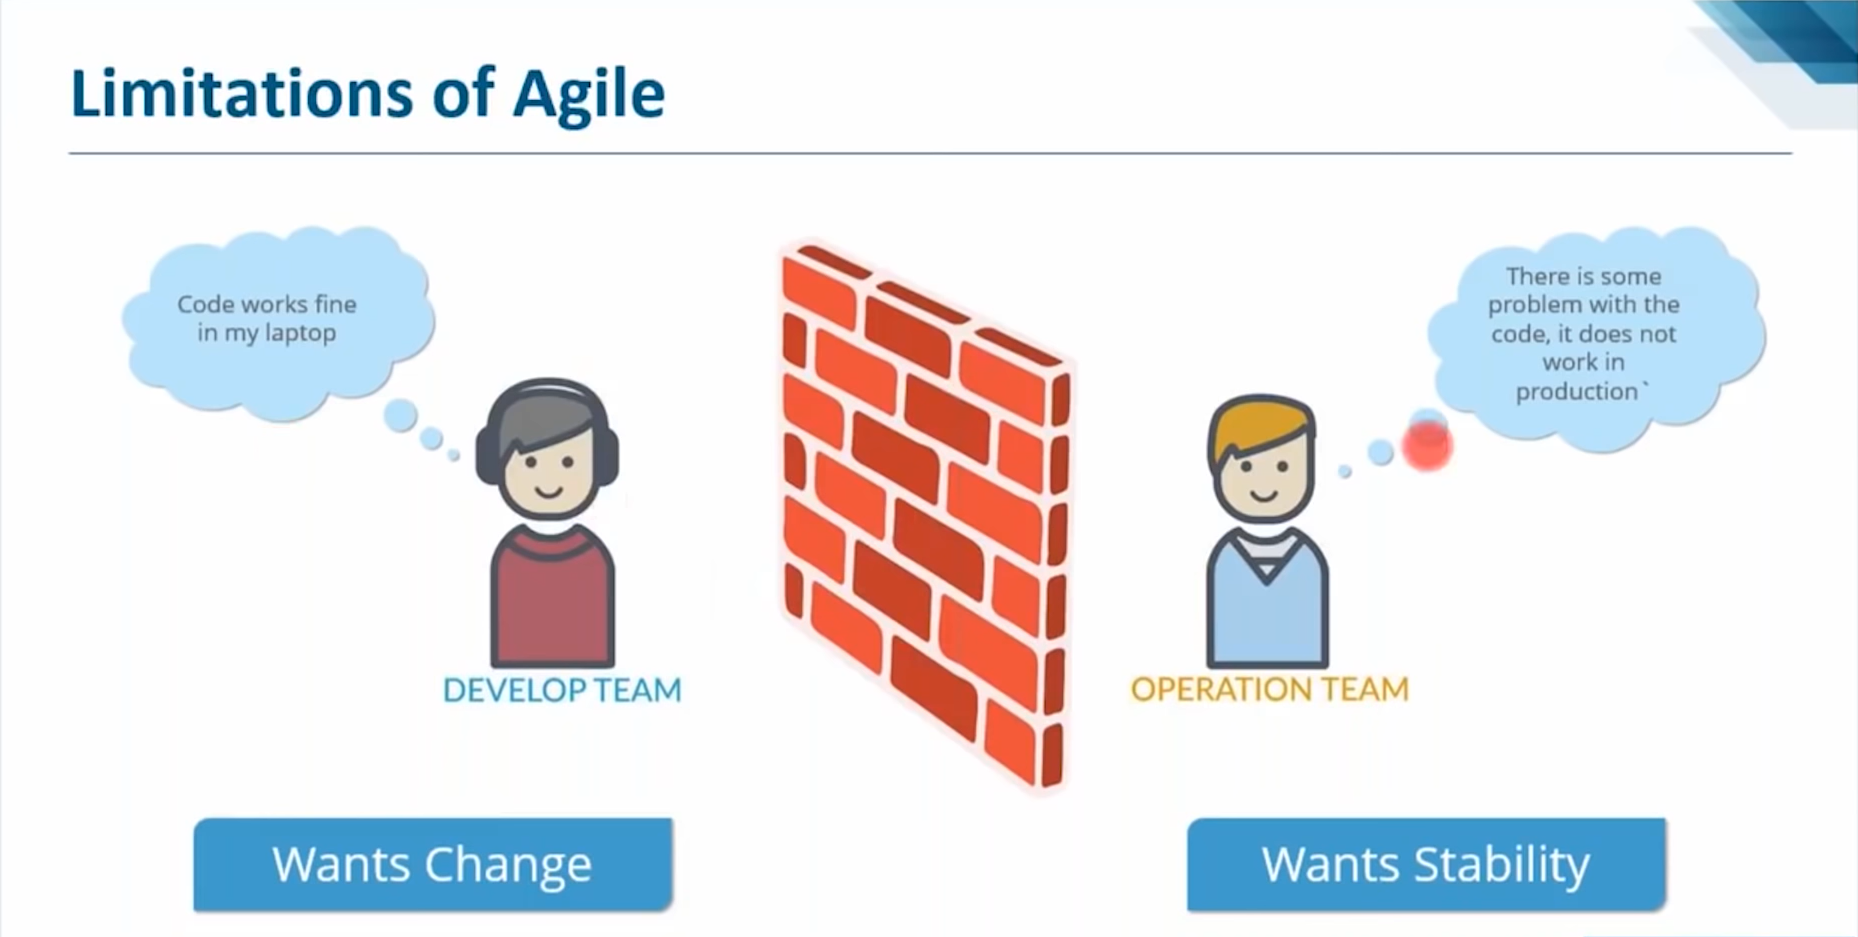 Limitations of Agile
Code works fine
in my laptop
There is some
problem with the
code, it does not
work in
production`
DEVELOP TEAM
OPERATION TEAM
Wants Change
Wants Stability